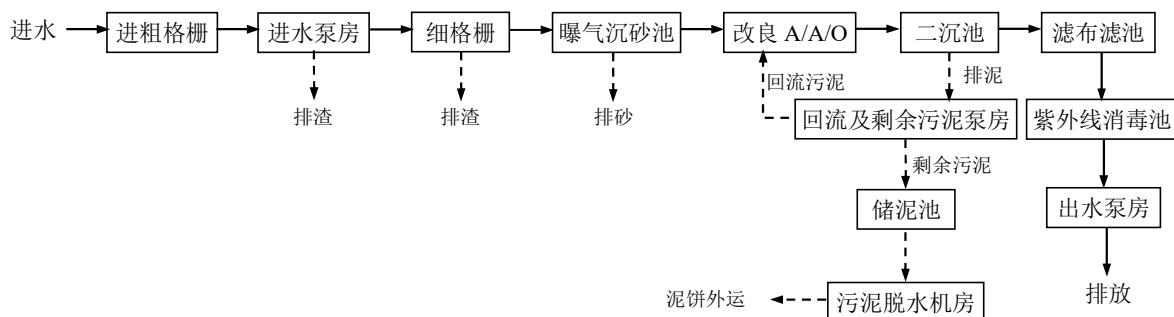 进水
进粗格栅
进水泵房
细格栅
曝气沉砂池
改良 A/A/O
二沉池
滤布滤池
回流污泥
排泥
排渣
排渣
排砂
回流及剩余污泥泵房
紫外线消毒池
剩余污泥
储泥池
出水泵房
泥饼外运
污泥脱水机房
排放